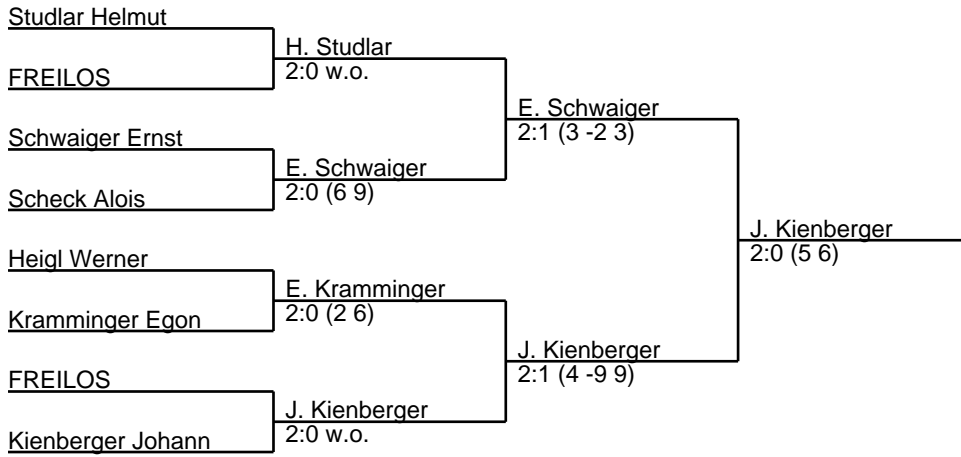 Studlar Helmut
H. Studlar
2:0 w.o.
FREILOS
E. Schwaiger
2:1 (3 -2 3)
Schwaiger Ernst
E. Schwaiger
2:0 (6 9)
Scheck Alois
J. Kienberger
2:0 (5 6)
Heigl Werner
E. Kramminger
2:0 (2 6)
Kramminger Egon
J. Kienberger
2:1 (4 -9 9)
FREILOS
J. Kienberger
2:0 w.o.
Kienberger Johann